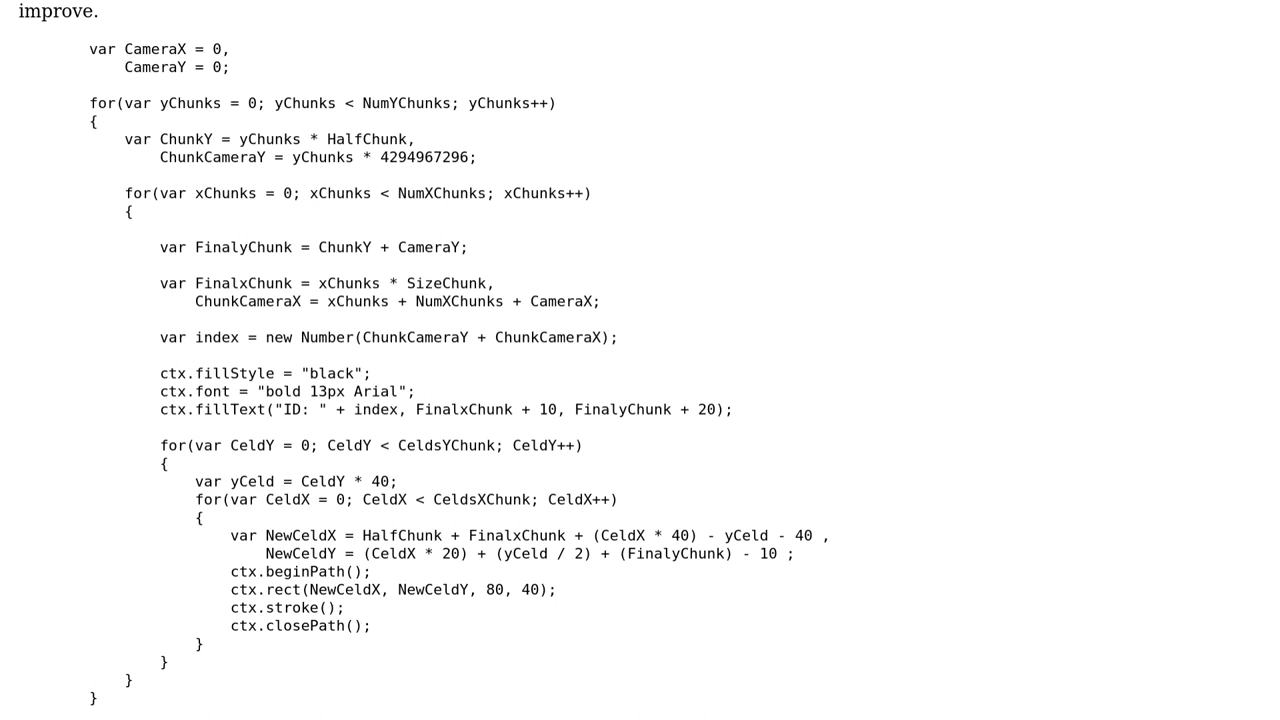 improve.
var CameraX = 0,
CameraY = 0;
for(var yChunks = 0; yChunks < NumYChunks; yChunks++)
{
var ChunkY = yChunks * HalfChunk,
ChunkCameraY = yChunks * 4294967296;
for(var xChunks = 0; xChunks < NumXChunks; xChunks++)
{
var FinalyChunk = ChunkY + CameraY;
var FinalxChunk = xChunks * SizeChunk,
ChunkCameraX = xChunks + NumXChunks + CameraX;
var index = new Number(ChunkCameraY + ChunkCameraX);
ctx.fillStyle = "black";
ctx.font = "bold 13px Arial";
ctx.fillText("ID: " + index, FinalxChunk + 10, FinalyChunk + 20);
for(var CeldY = 0; CeldY < CeldsYChunk; CeldY++)
{
var yCeld = CeldY * 40;
for(var CeldX = 0; CeldX < CeldsXChunk; CeldX++)
{
var NewCeldX = HalfChunk + FinalxChunk + (CeldX * 40) - yCeld - 40 ,
NewCeldY = (CeldX * 20) + (yCeld / 2) + (FinalyChunk) - 10 ;
ctx.beginPath();
ctx.rect(NewCeldX, NewCeldY, 80, 40);
ctx.stroke();
ctx.closePath();
}
}
}
}